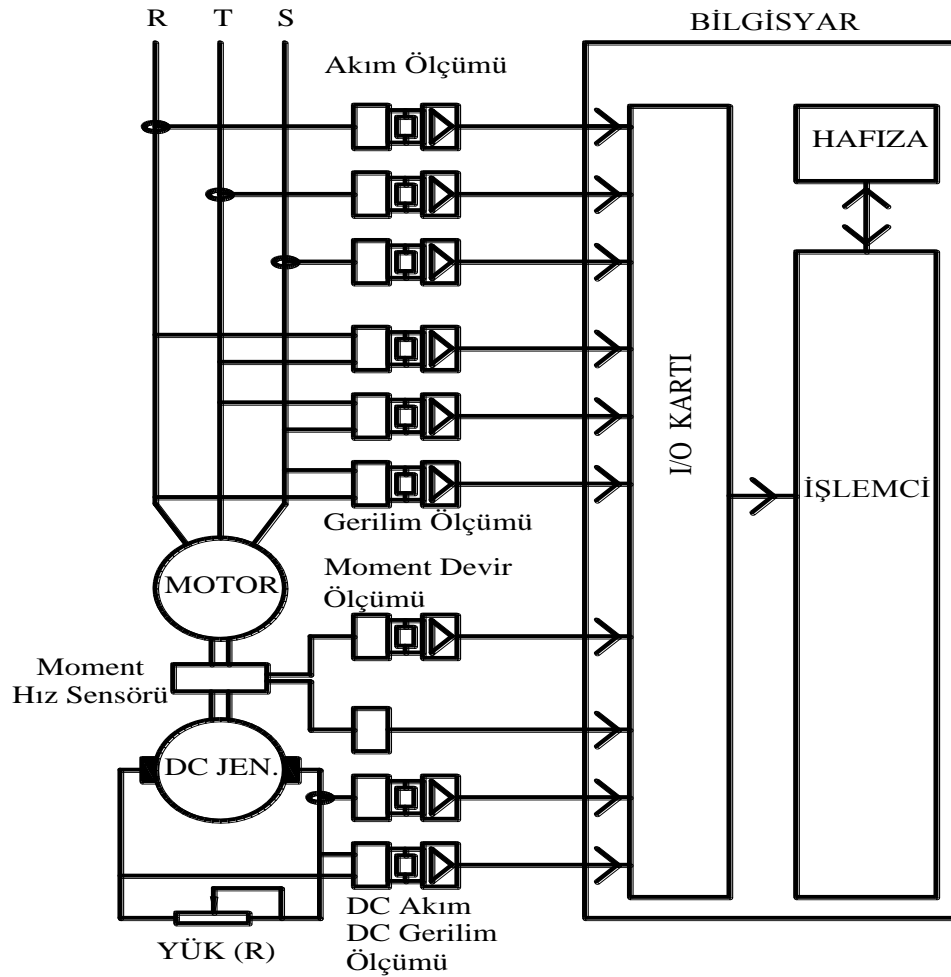 R T S
BİLGİSYAR
Akım Ölçümü
HAFIZA
I/O KARTI
İŞLEMCİ
Gerilim Ölçümü
MOTOR
Moment Devir
Ölçümü
Moment
Hız Sensörü
DC JEN.
YÜK (R)
DC Akım
DC Gerilim
Ölçümü